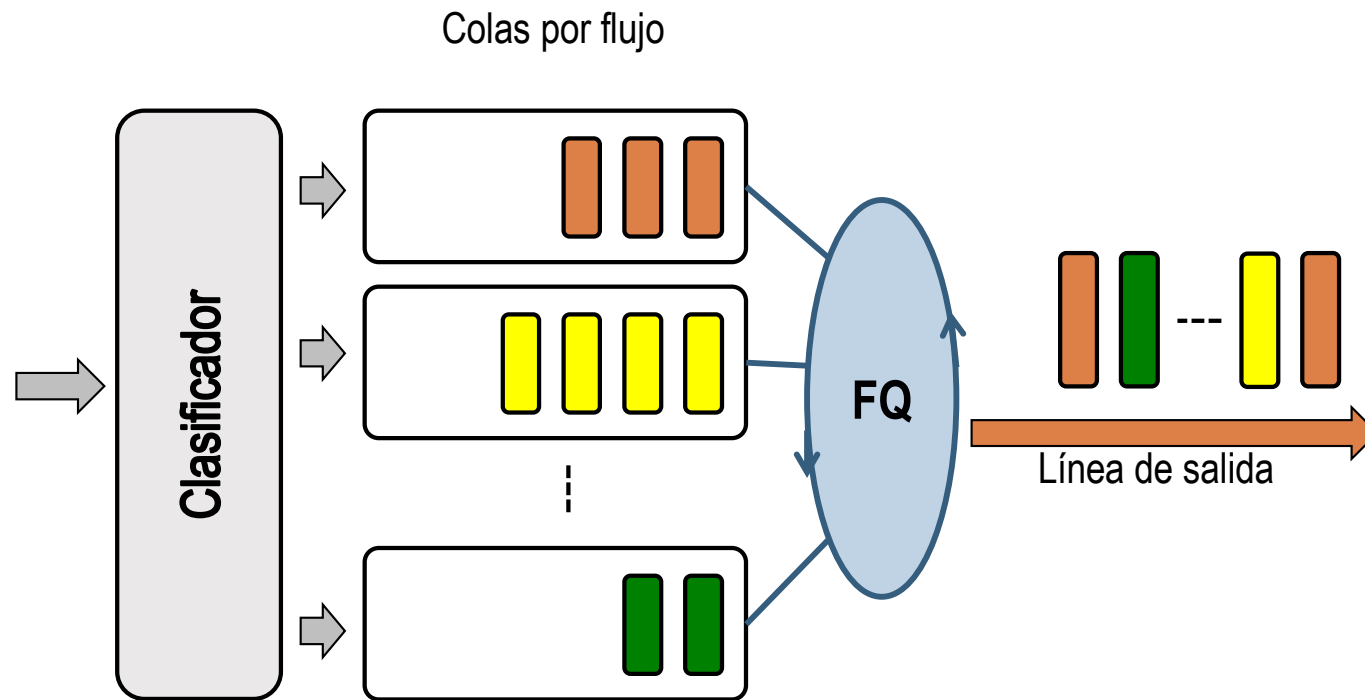 Colas por flujo
Clasificador
FQ
---
Línea de salida